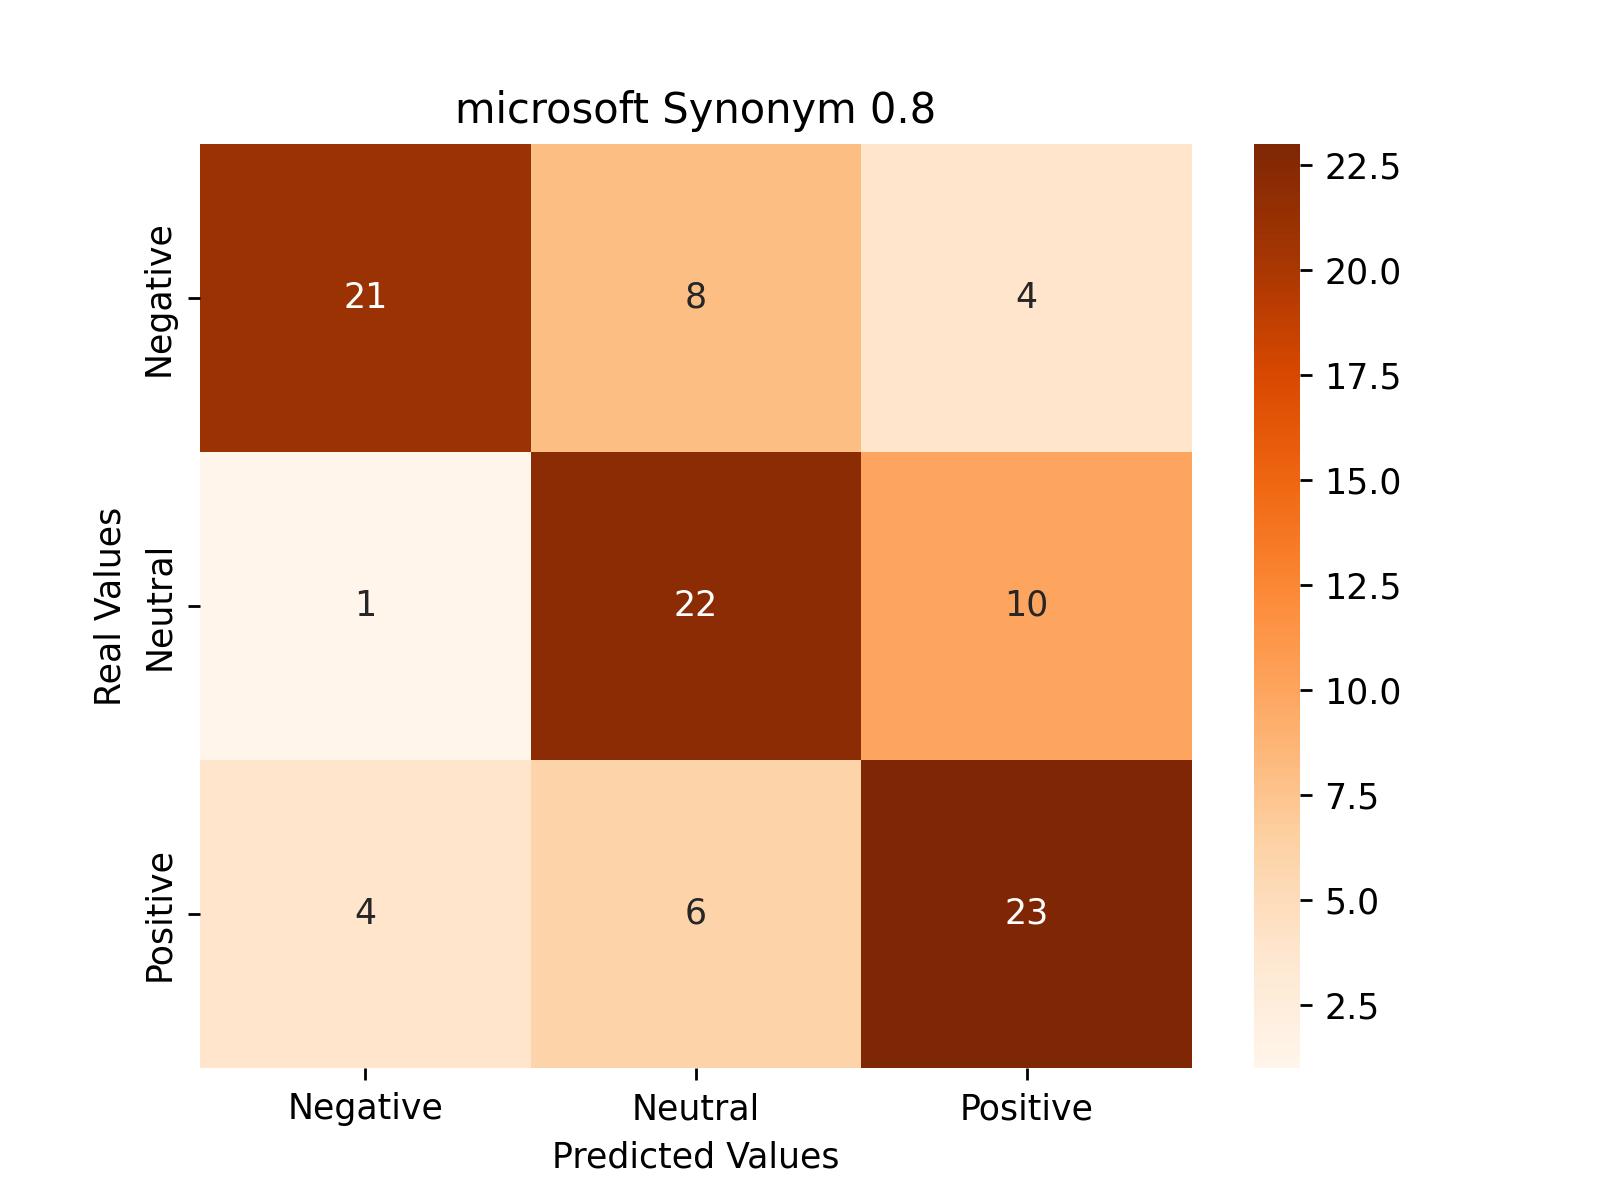 microsoft Synonym 0.8
Real Values
Negative
21
8
4
Neutral
1
22
10
Positive
4
6
23
Negative
Neutral
Positive
Predicted Values
22.5
20.0
17.5
15.0
12.5
10.0
7.5
5.0
2.5